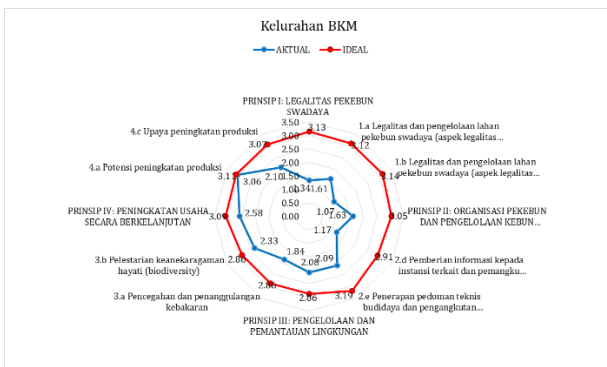 Kelurahan BKM
AKTUAL IDEAL
PRINSIP I: LEGALITAS PEKEBUN
SWADAYA
1.a Legalitas dan pengelolaan lahan
pekebun swadaya (aspek legalitas...
1.b Legalitas dan pengelolaan lahan
pekebun swadaya (aspek legalitas...
PRINSIP II: ORGANISASI PEKEBUN
DAN PENGELOLAAN KEBUN...
2.d Pemberian informasi kepada
instansi terkait dan pemangku...
2.e Penerapan pedoman teknis
budidaya dan pengangkutan...
PRINSIP III: PENGELOLAAN DAN
PEMANTAUAN LINGKUNGAN
3.a Pencegahan dan penanggulangan
kebakaran
3.b Pelestarian keanekaragaman
hayati (biodiversity)
PRINSIP IV: PENINGKATAN USAHA
SECARA BERKELANJUTAN
4.a Potensi peningkatan produksi
4.c Upaya peningkatan produksi
3.50
3.00
2.50
2.00
1.50
1.00
0.50
0.00
1.34
1.61
1.07
1.63
1.17
2.09
2.08
1.84
2.33
2.58
3.06
2.10
3.13
3.12
3.14
3.05
2.91
3.19
2.86
2.86
3.11